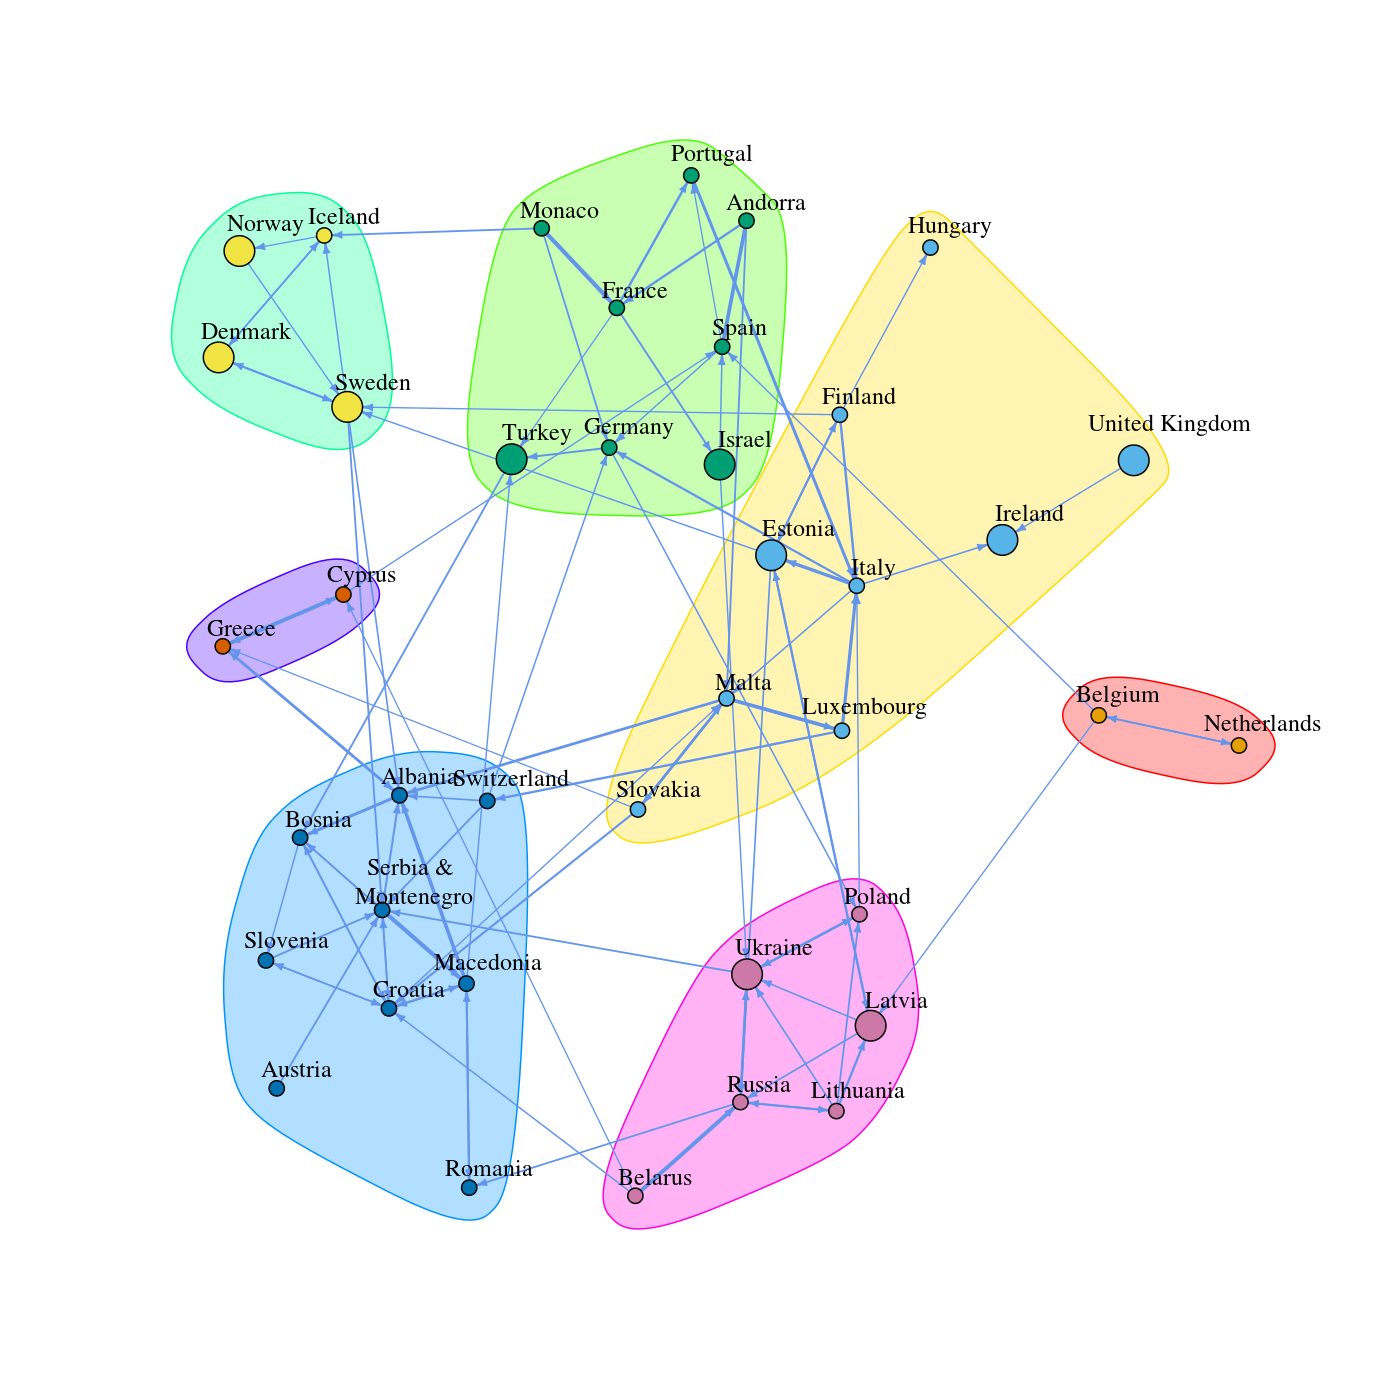 Portugal
Andorra
Monaco
Norway
Iceland
Hungary
France
Denmark
Spain
Sweden
Finland
United Kingdom
Turkey
Germany
Israel
Ireland
Estonia
Italy
Cyprus
Greece
Malta
Belgium
Luxembourg
Netherlands
Albania
Switzerland
Slovakia
Bosnia
Serbia &
Montenegro
Poland
Slovenia
Ukraine
Macedonia
Croatia
Latvia
Austria
Russia
Lithuania
Romania
Belarus